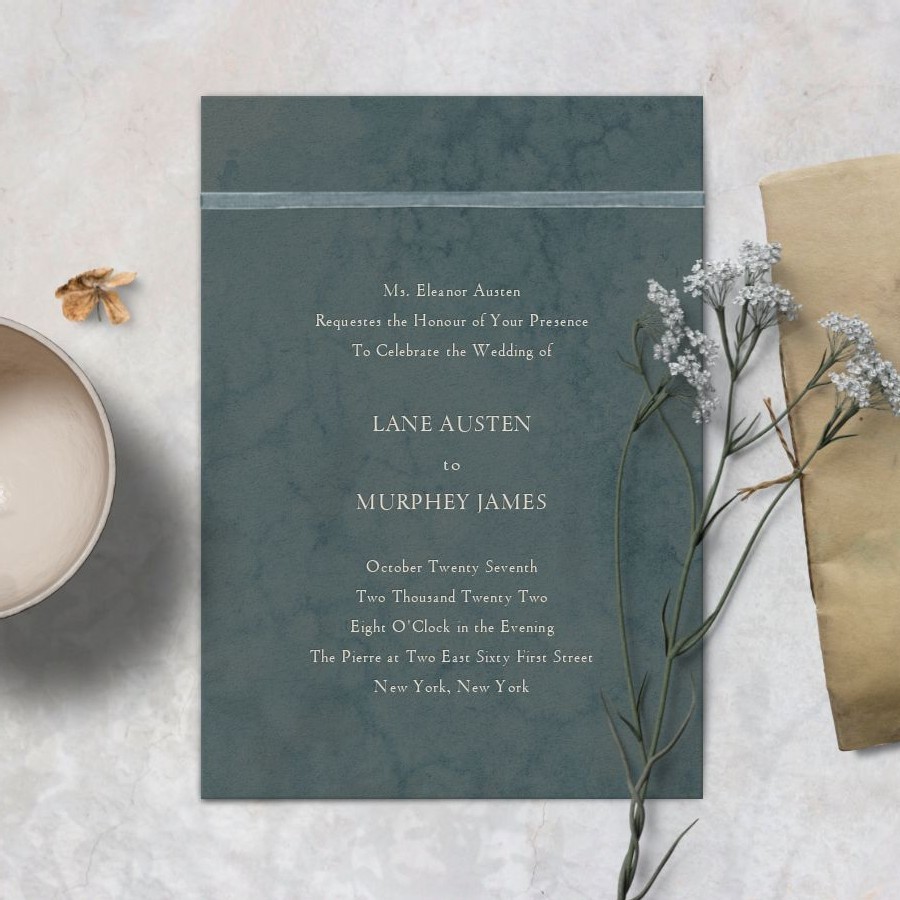 Ms. Eleanor Austen
Requestes the Honour of Your Presence
To Celebrate the Wedding of
LANE AUSTEN
to
MURPHEY JAMES
October Twenty Seventh
Two Thousand Twenty Two
Eight O'Clock in the Evening
The Pierre at Two East Sixty First Street
New York, New York